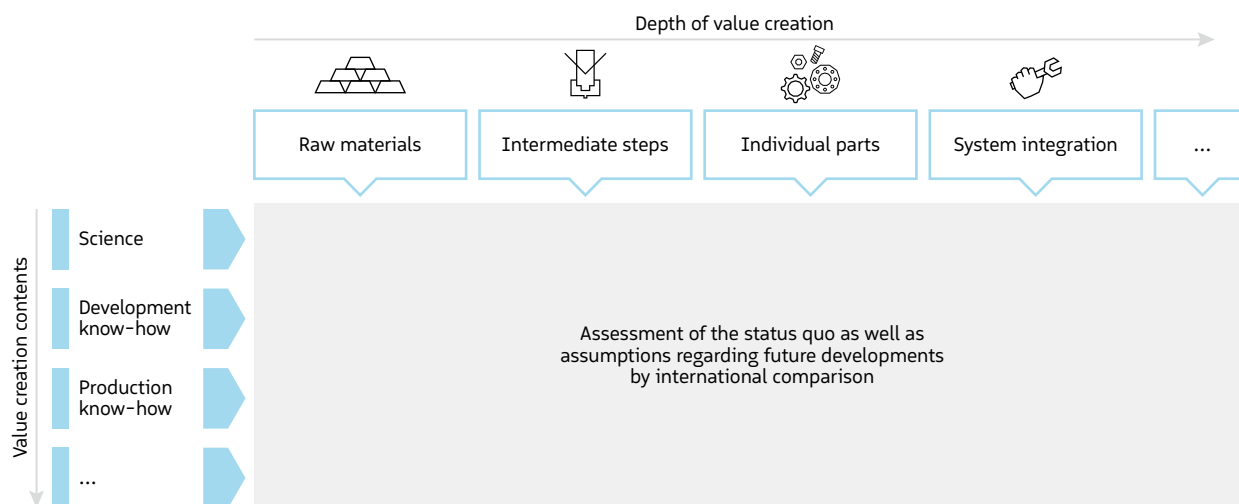 Depth of value creation
Raw materials
Intermediate steps
Individual parts
System integration
...
Value creation contents
Science
Development
know-how
Production
know-how
...
Assessment of the status quo as well as
assumptions regarding future developments
by international comparison